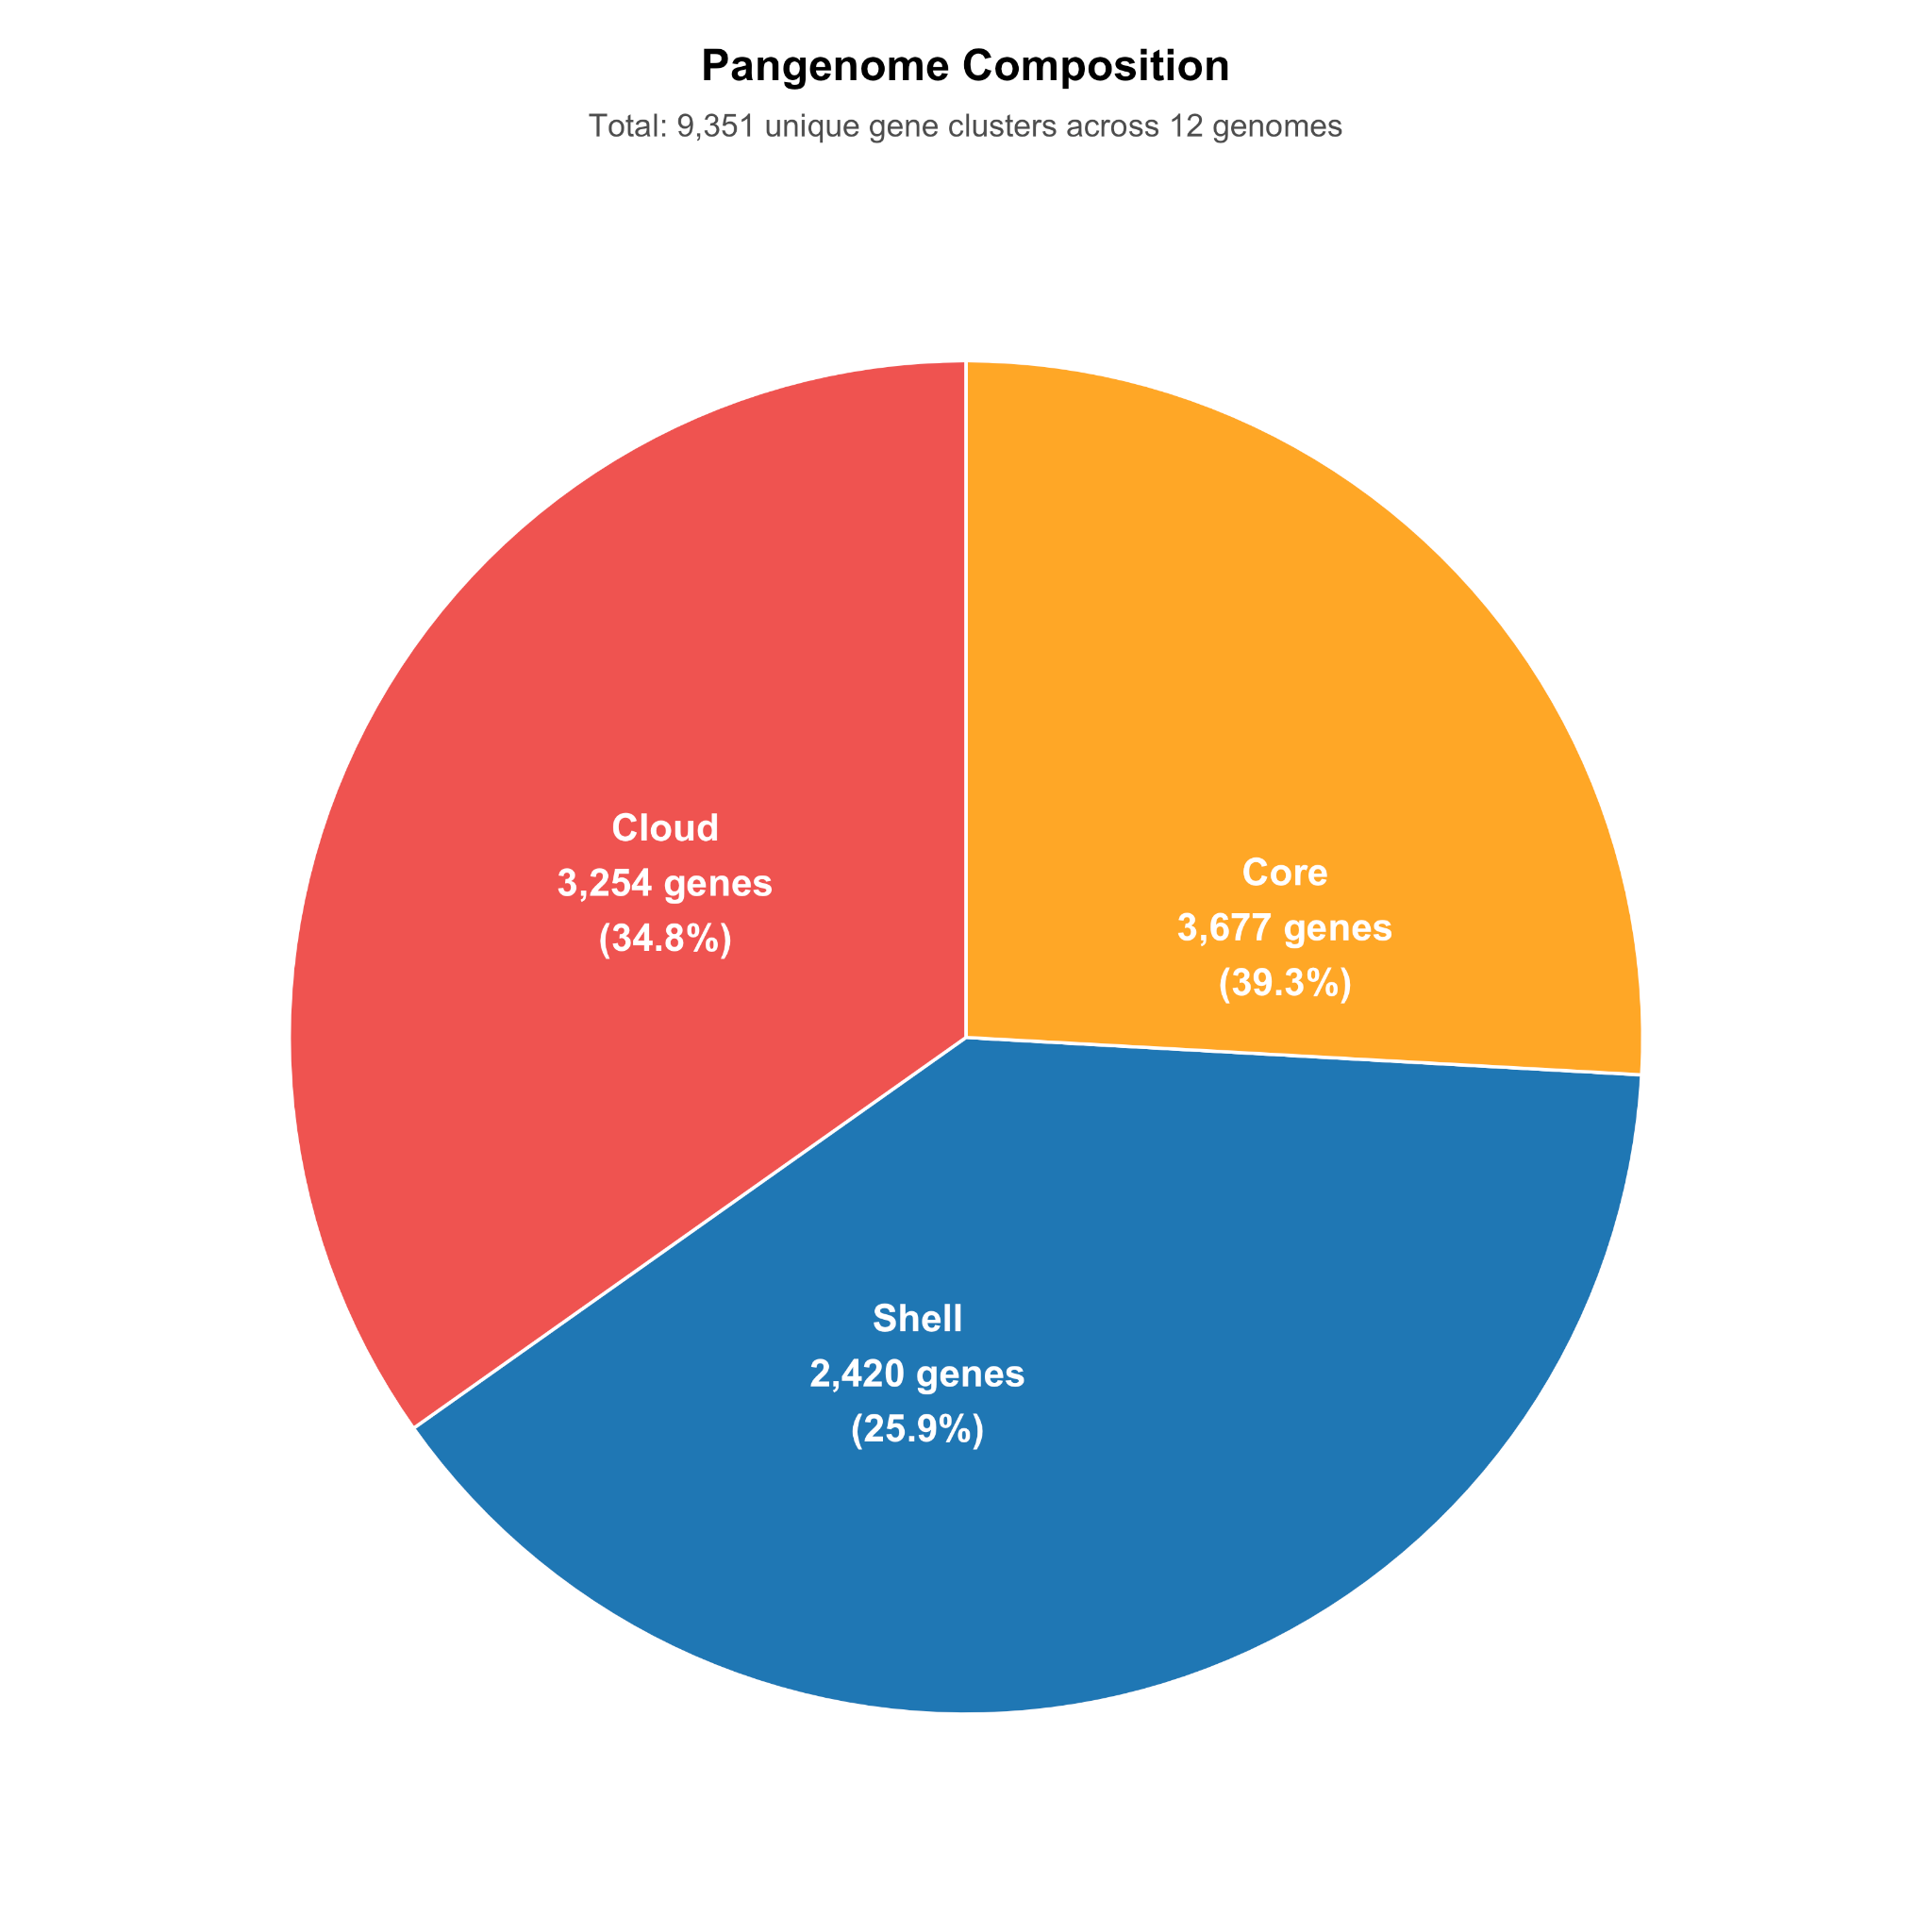 Pangenome Composition
Total: 9,351 unique gene clusters across 12 genomes
Cloud
3,254 genes
(34.8%)
Core
3,677 genes
(39.3%)
Shell
2,420 genes
(25.9%)